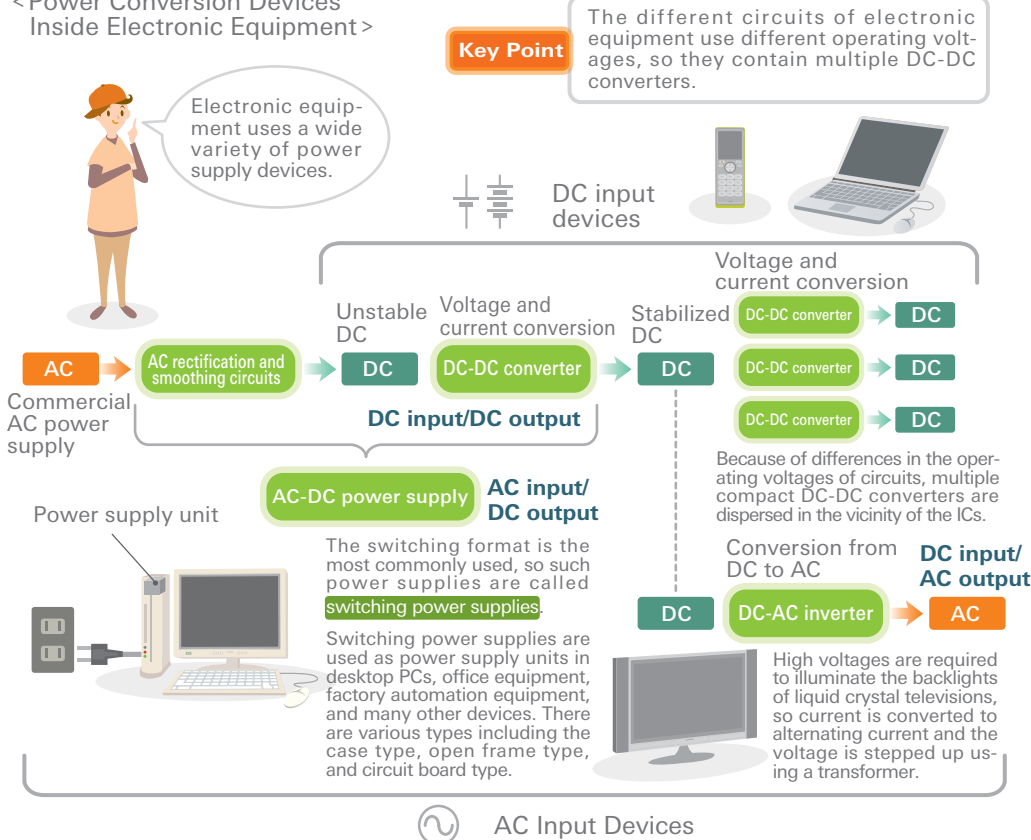 <Power Conversion Devices
Inside Electronic Equipment>
Key Point
The different circuits of electronic
equipment use different operating volt-
ages, so they contain multiple DC-DC
converters.
Electronic equip-
ment uses a wide
variety of power
supply devices.
DC input
devices
Unstable
DC
Voltage and
current conversion
Stabilized
DC
Voltage and
current conversion
AC
AC rectification and
smoothing circuits
DC
DC-DC converter
DC
DC-DC converter
DC
DC-DC converter
DC
DC-DC converter
DC
Commercial
AC power
supply
DC input/DC output
Because of differences in the oper-
ating voltages of circuits, multiple
compact DC-DC converters are
dispersed in the vicinity of the ICs.
AC-DC power supply
AC input/
DC output
Power supply unit
The switching format is the
most commonly used, so such
power supplies are called
switching power supplies.
Switching power supplies are
used as power supply units in
desktop PCs, office equipment,
factory automation equipment,
and many other devices. There
are various types including the
case type, open frame type,
and circuit board type.
Conversion from
DC to AC
DC input/
AC output
DC
DC-AC inverter
AC
High voltages are required
to illuminate the backlights
of liquid crystal televisions,
so current is converted to
alternating current and the
voltage is stepped up us-
ing a transformer.
AC Input Devices